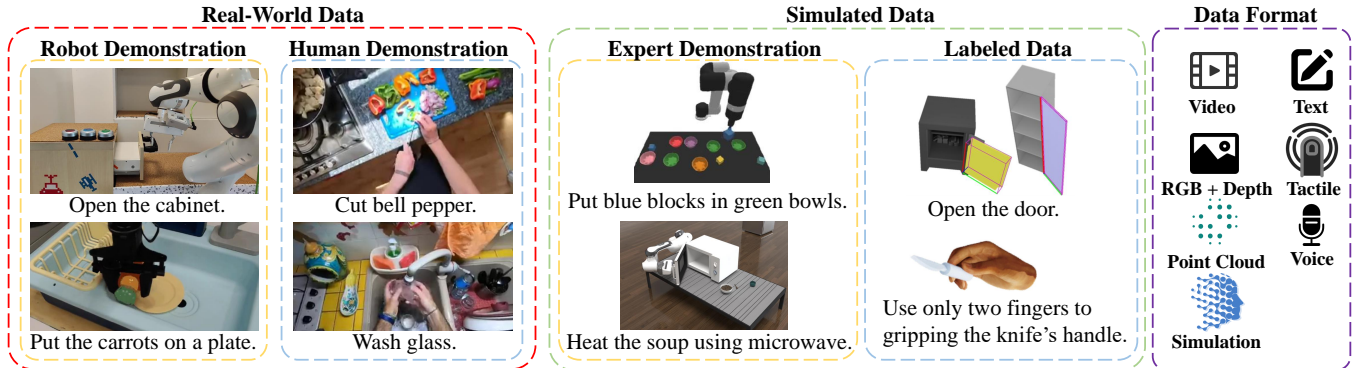 Real-World Data
Simulated Data
Data Format
Robot Demonstration
Human Demonstration
Expert Demonstration
Labeled Data
Open the cabinet.
Cut bell pepper.
Put blue blocks in green bowls.
Open the door.
Put the carrots on a plate.
Wash glass.
Heat the soup using microwave.
Use only two fingers to
gripping the knife's handle.
Video
Text
RGB + Depth
Tactile
Point Cloud
Voice
Simulation